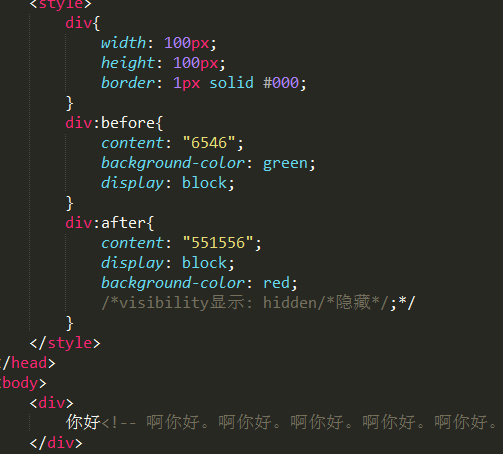 <style>
div{
width: 100px;
height: 100px;
border: 1px solid #000;
}
div:before{
content: "6546";
background-color: green;
display: block;
}
div:after{
content: "551556";
display: block;
background-color: red;
/*visibility显示: hidden/*隐藏*/;*/
}
</style>
</head>
body>
<div>
你好<!-- 啊你好。啊你好。啊你好。啊你好。啊你好。
</div>